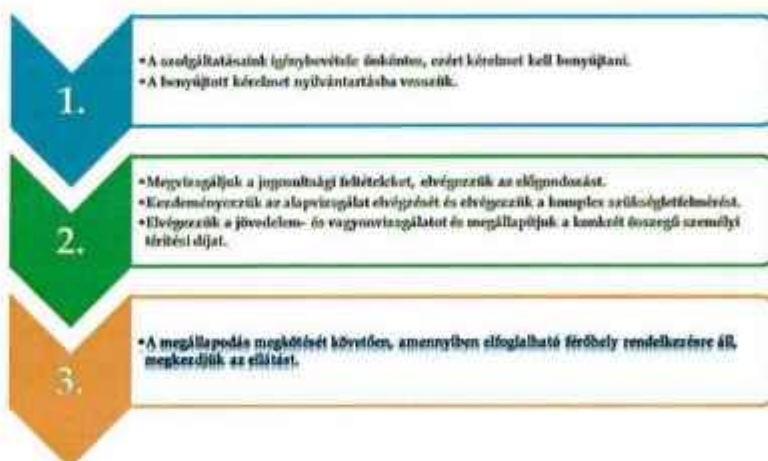 1.
•A szolgáltatásaink igénybevétele önkéntes, ezért kérelmet kell benyújtani.
•A benyújtott kérelmet nyilvántartásba vesszük.
2.
•Megvizsgáljuk a jogosultsági feltételeket, elvégezzük az előgondozást.
•Kezdeményezzük az alapvizsgálat elvégzését és elvégezzük a komplex szükségletfelmérést.
•Elvégezzük a jövedelem- és vagyonvizsgálatot és megállapítjuk a konkrét összegű személyi
térítési díjat.
3.
•A megállapodás megkötését követően, amennyiben elfoglalható férőhely rendelkezésre áll,
megkezdjük az ellátást.